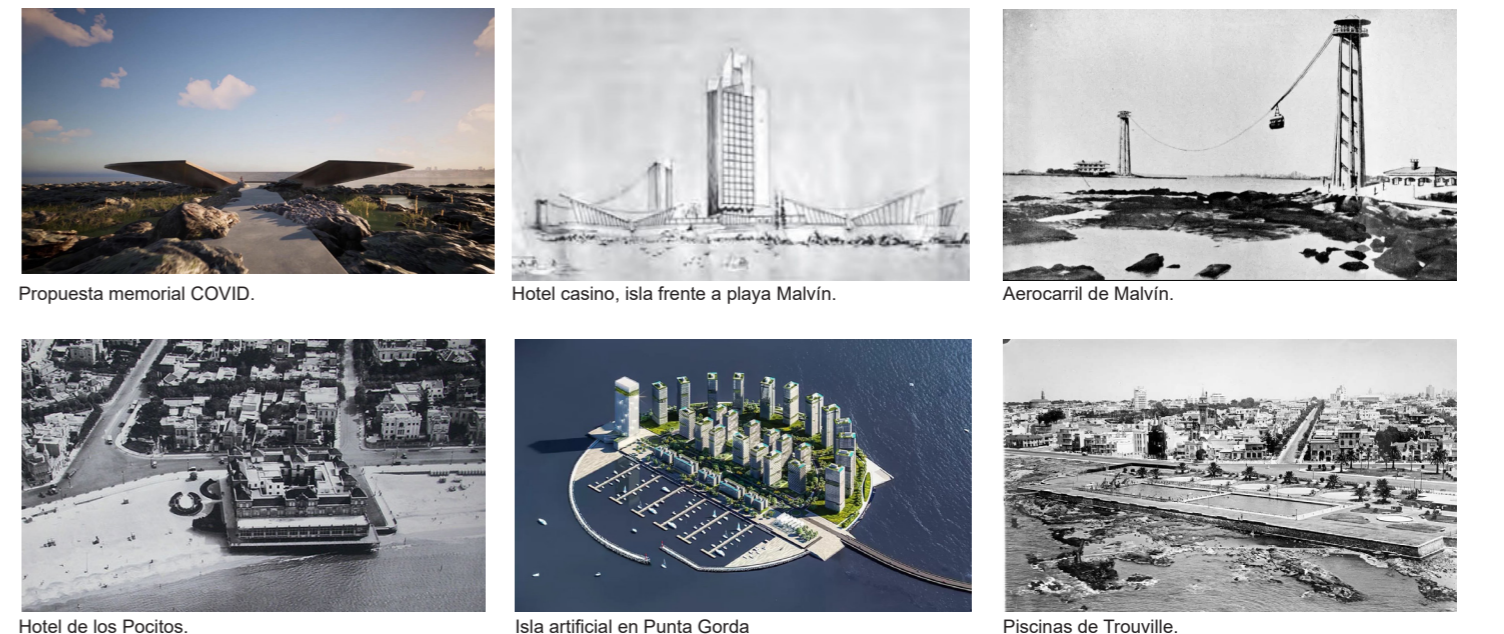 Propuesta memorial COVID.
Hotel casino, isla frente a playa Malvín.
Aerocarril de Malvín.
Hotel de los Pocitos.
Isla artificial en Punta Gorda
Piscinas de Trouville.